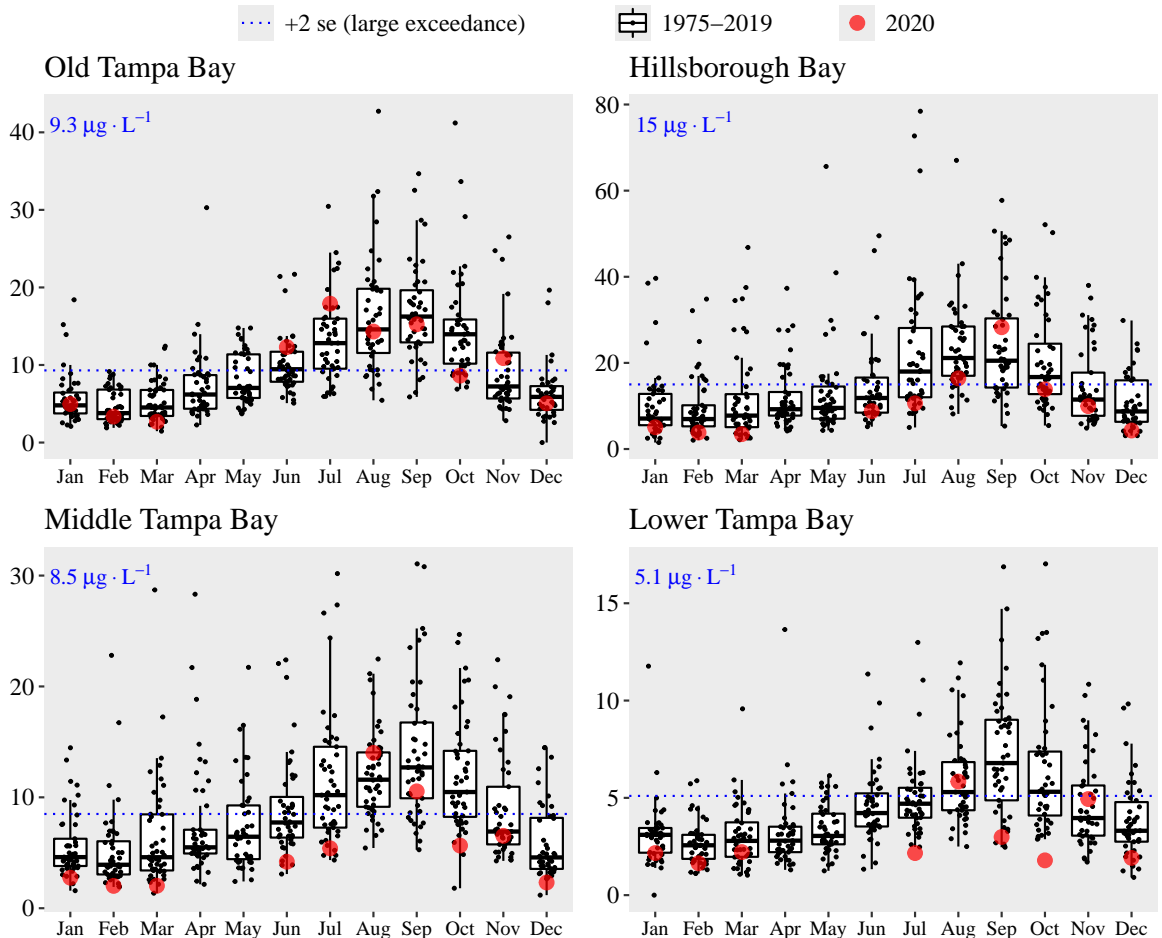 +2 se (large exceedance) 1975–2019 2020
Old Tampa Bay Hillsborough Bay
9.3 μg · L⁻¹ 15 μg · L⁻¹
40
30
20
10
0
80
60
40
20
0
Jan Feb Mar Apr May Jun Jul Aug Sep Oct Nov Dec
Jan Feb Mar Apr May Jun Jul Aug Sep Oct Nov Dec
Middle Tampa Bay Lower Tampa Bay
8.5 μg · L⁻¹ 5.1 μg · L⁻¹
30
20
10
0
15
10
5
0
Jan Feb Mar Apr May Jun Jul Aug Sep Oct Nov Dec
Jan Feb Mar Apr May Jun Jul Aug Sep Oct Nov Dec